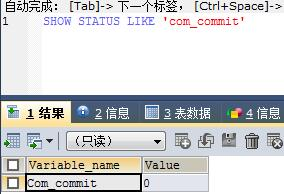 自动完成： [Tab]-> 下一个标签， [Ctrl+Space]->
1 SHOW STATUS LIKE 'com_commit'
1 结果 2 信息 3 表数据 4 信息
（只读）
Variable_name Value
Com_commit 0